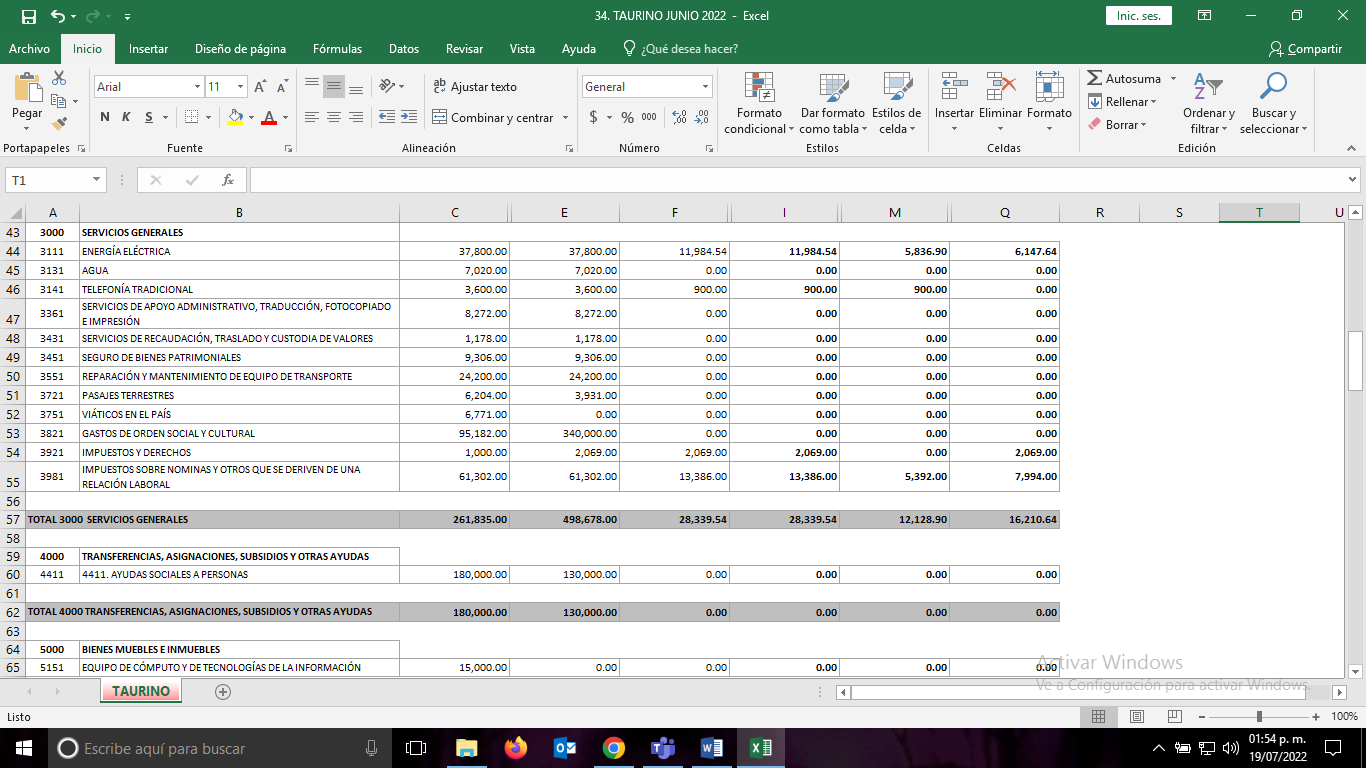 34. TAURINO JUNIO 2022 - Excel
Inic. ses.
Archivo Inicio Insertar Diseño de página Fórmulas Datos Revisar Vista Ayuda ¿Qué desea hacer? Compartir
Pegar
Arial 11
N K S
Ajustar texto
Combinar y centrar
General
$ % 000
Formato condicional
Dar formato como tabla
Estilos de celda
Insertar Eliminar Formato
Autosuma
Rellenar
Borrar
Ordenar y filtrar
Buscar y seleccionar
Portapapeles Fuente Alineación Número Estilos Celdas Edición
T1 fx
A B C E F I M Q R S T U
43 3000 SERVICIOS GENERALES
44 3111 ENERGÍA ELÉCTRICA 37,800.00 37,800.00 11,984.54 11,984.54 5,836.90 6,147.64
45 3131 AGUA 7,020.00 7,020.00 0.00 0.00 0.00 0.00
46 3141 TELEFONÍA TRADICIONAL 3,600.00 3,600.00 900.00 900.00 900.00 0.00
47 3361 SERVICIOS DE APOYO ADMINISTRATIVO, TRADUCCIÓN, FOTOCOPIADO
E IMPRESIÓN 8,272.00 8,272.00 0.00 0.00 0.00 0.00
48 3431 SERVICIOS DE RECAUDACIÓN, TRASLADO Y CUSTODIA DE VALORES 1,178.00 1,178.00 0.00 0.00 0.00 0.00
49 3451 SEGURO DE BIENES PATRIMONIALES 9,306.00 9,306.00 0.00 0.00 0.00 0.00
50 3551 REPARACIÓN Y MANTENIMIENTO DE EQUIPO DE TRANSPORTE 24,200.00 24,200.00 0.00 0.00 0.00 0.00
51 3721 PASAJES TERRESTRES 6,204.00 3,931.00 0.00 0.00 0.00 0.00
52 3751 VIÁTICOS EN EL PAÍS 6,771.00 0.00 0.00 0.00 0.00 0.00
53 3821 GASTOS DE ORDEN SOCIAL Y CULTURAL 95,182.00 340,000.00 0.00 0.00 0.00 0.00
54 3921 IMPUESTOS Y DERECHOS 1,000.00 2,069.00 2,069.00 2,069.00 0.00 2,069.00
55 3981 IMPUESTOS SOBRE NOMINAS Y OTROS QUE SE DERIVEN DE UNA
RELACIÓN LABORAL 61,302.00 61,302.00 13,386.00 13,386.00 5,392.00 7,994.00
56
57 TOTAL 3000 SERVICIOS GENERALES 261,835.00 498,678.00 28,339.54 28,339.54 12,128.90 16,210.64
58
59 4000 TRANSFERENCIAS, ASIGNACIONES, SUBSIDIOS Y OTRAS AYUDAS
60 4411 4411. AYUDAS SOCIALES A PERSONAS 180,000.00 130,000.00 0.00 0.00 0.00 0.00
61
62 TOTAL 4000 TRANSFERENCIAS, ASIGNACIONES, SUBSIDIOS Y OTRAS AYUDAS 180,000.00 130,000.00 0.00 0.00 0.00 0.00
63
64 5000 BIENES MUEBLES E INMUEBLES
65 5151 EQUIPO DE CÓMPUTO Y DE TECNOLOGÍAS DE LA INFORMACIÓN 15,000.00 0.00 0.00 0.00 0.00 0.00
Activar Windows
Ve a Configuración para activar Windows.
TAURINO
Listo 100%
Escribe aquí para buscar
01:54 p. m.
19/07/2022